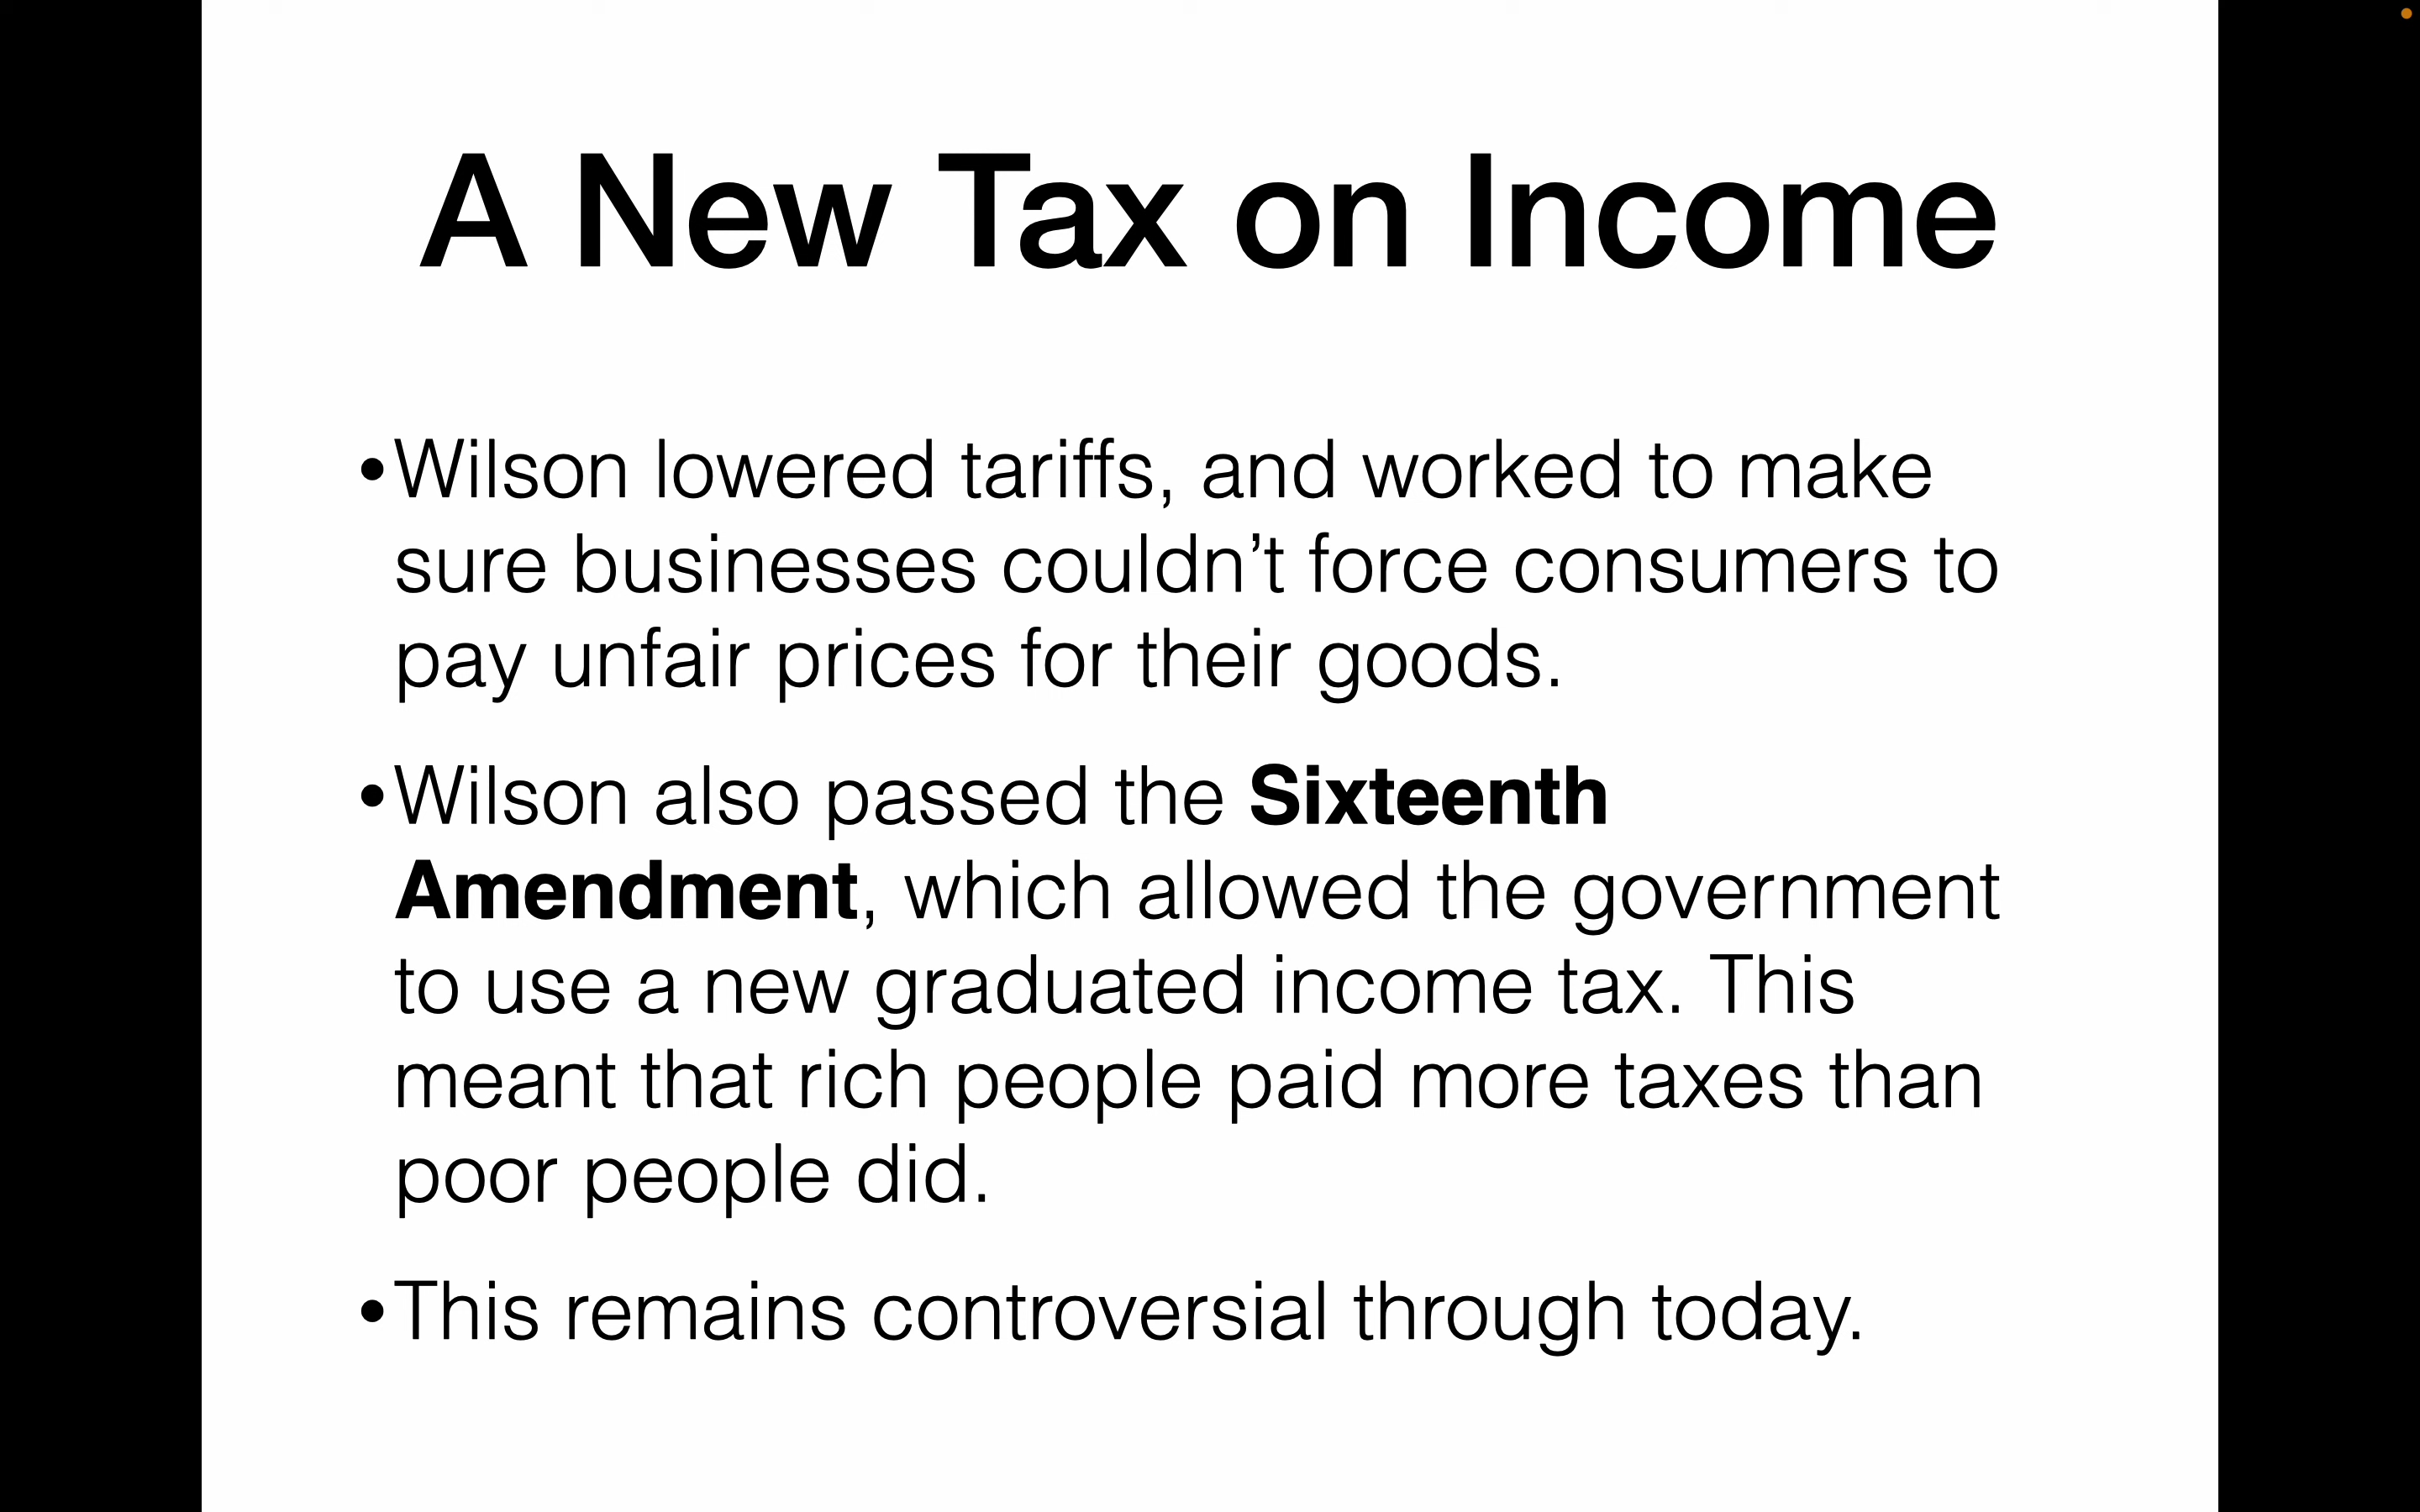 A New Tax on Income
•Wilson lowered tariffs, and worked to make
sure businesses couldn’t force consumers to
pay unfair prices for their goods.
•Wilson also passed the Sixteenth
Amendment, which allowed the government
to use a new graduated income tax. This
meant that rich people paid more taxes than
poor people did.
•This remains controversial through today.